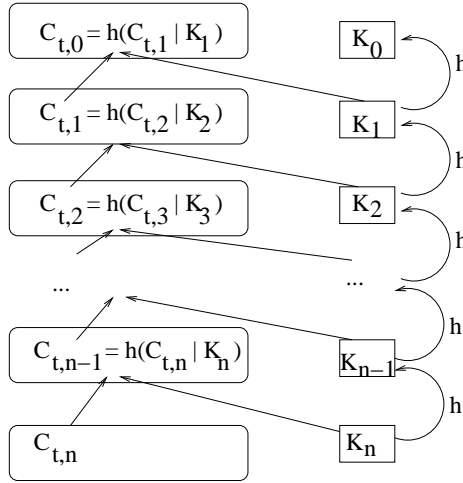 C_{t,0} = h(C_{t,1} | K_1) K_0
h
C_{t,1} = h(C_{t,2} | K_2) K_1
h
C_{t,2} = h(C_{t,3} | K_3) K_2
h
... ...
h
C_{t,n−1} = h(C_{t,n} | K_n) K_{n−1}
h
C_{t,n} K_n